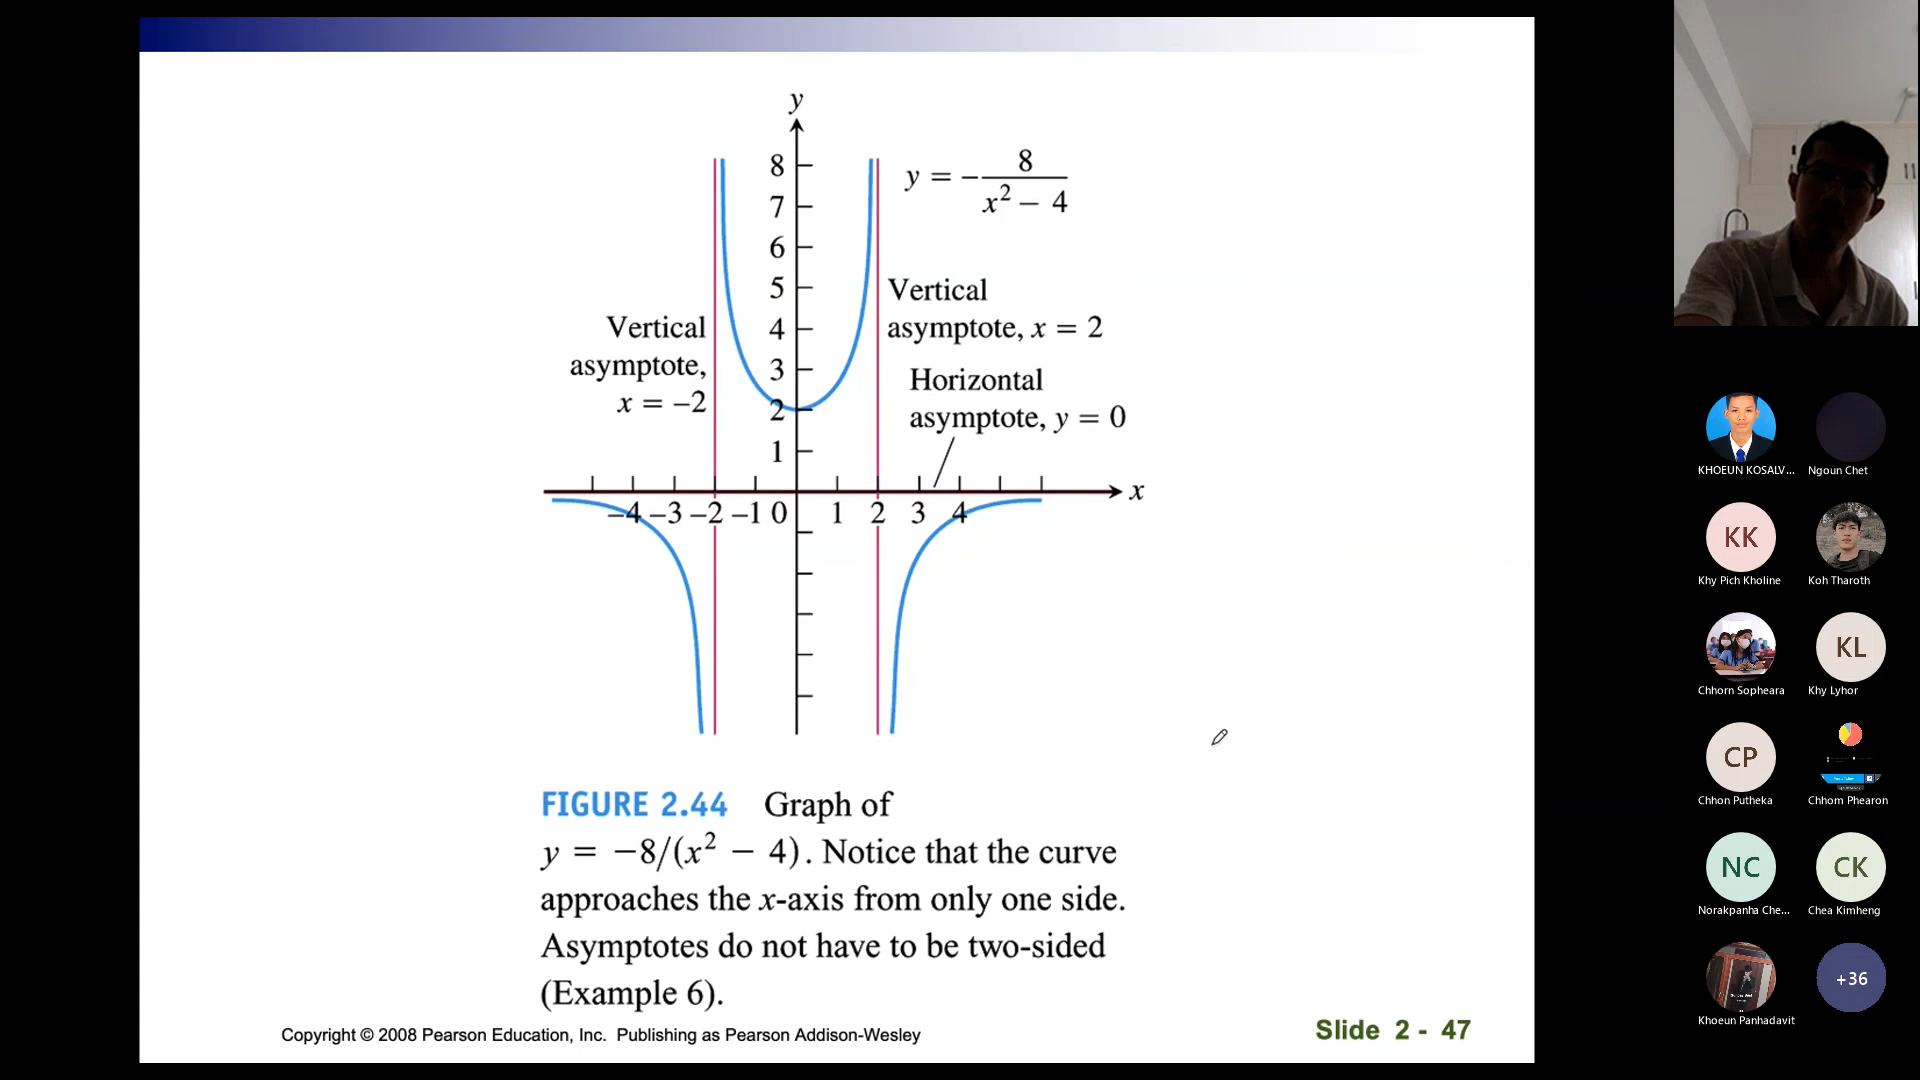 y
8
7
6
5
4
3
2
1
y = − 8 / x² − 4
Vertical
asymptote, x = 2
Vertical
asymptote,
x = −2
Horizontal
asymptote, y = 0
x
−4 −3 −2 −1 0 1 2 3 4
FIGURE 2.44 Graph of
y = −8/(x² − 4). Notice that the curve
approaches the x-axis from only one side.
Asymptotes do not have to be two-sided
(Example 6).
Copyright © 2008 Pearson Education, Inc. Publishing as Pearson Addison-Wesley
Slide 2 - 47
KHOEUN KOSALV...
Ngoun Chet
KK
Khy Pich Kholine
Koh Tharoth
Chhorn Sopheara
KL
Khy Lyhor
CP
Chhon Putheka
Chhom Phearon
NC
Norakpanha Che...
CK
Chea Kimheng
Khoeun Panhadavit
+36